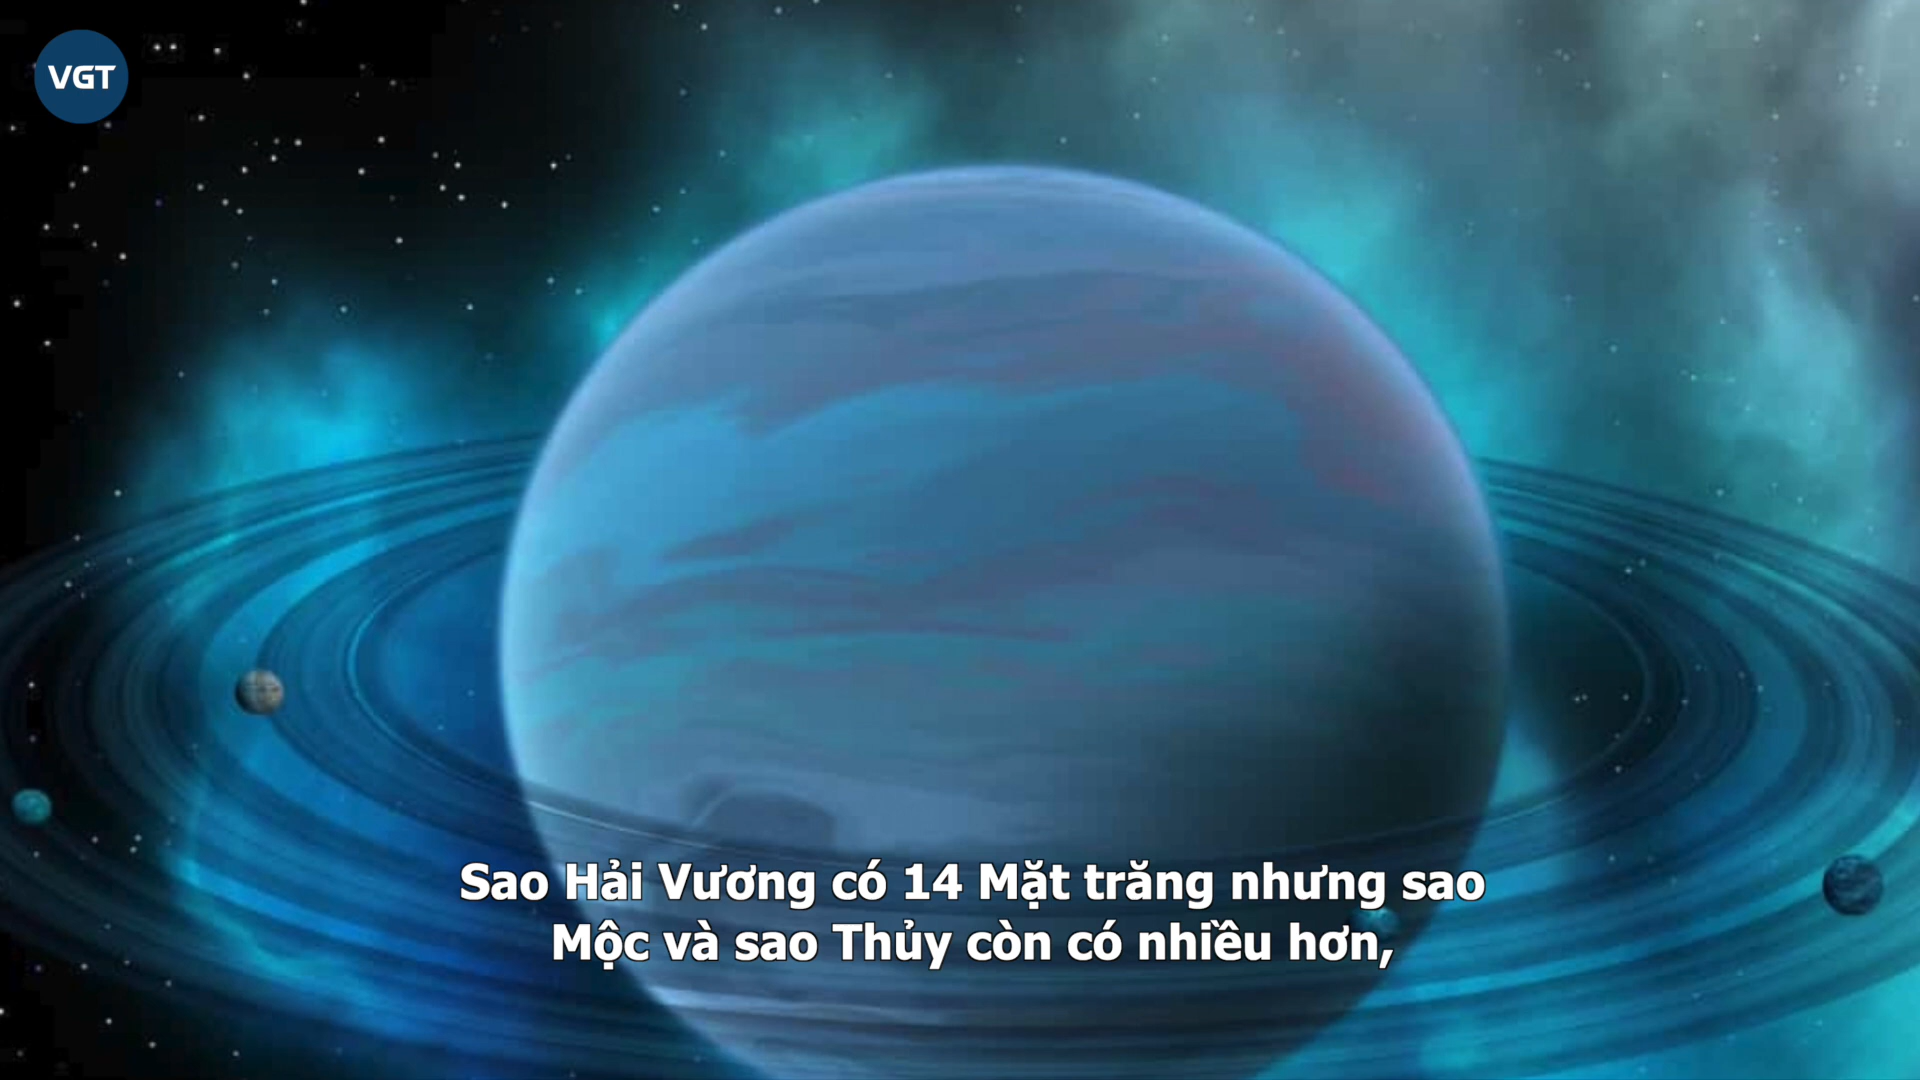 VGT
Sao Hải Vương có 14 Mặt trăng nhưng sao
Mộc và sao Thủy còn có nhiều hơn,